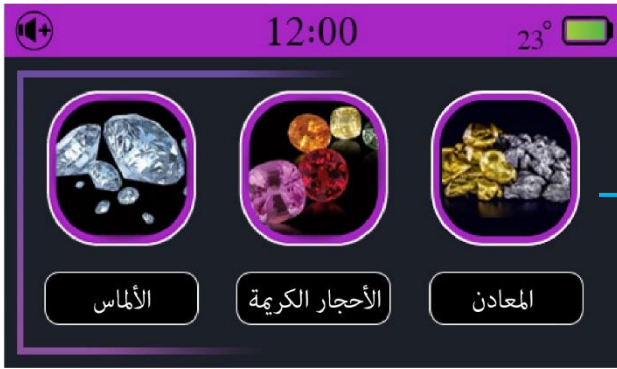 12:00
23°
المعادن
الأحجار الكريمة
الألماس